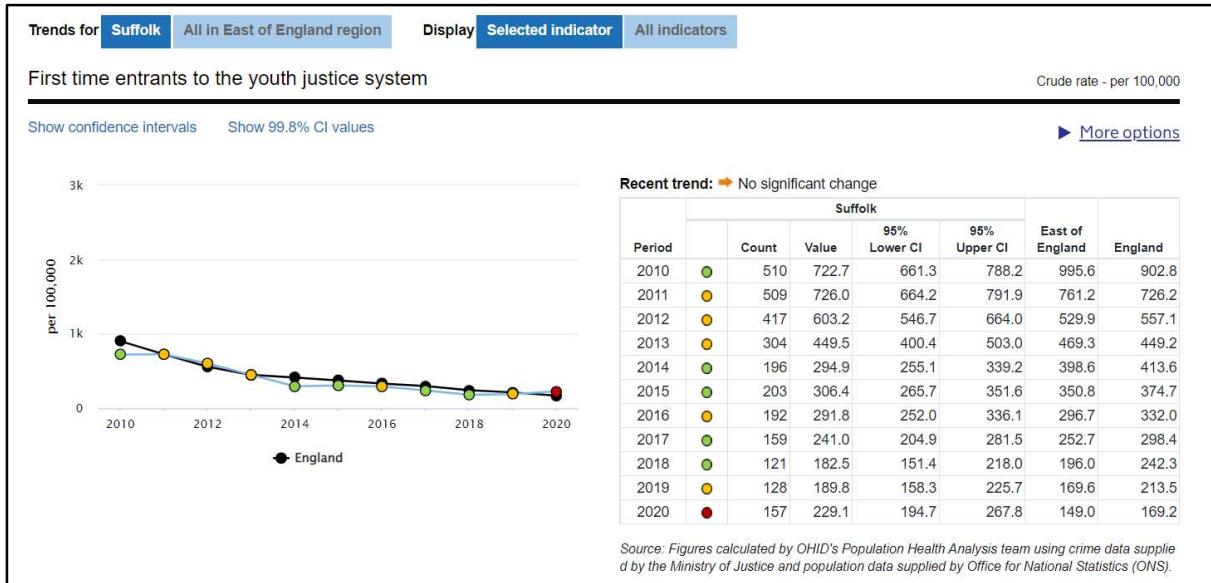 Trends for Suffolk All in East of England region Display Selected indicator All indicators
First time entrants to the youth justice system Crude rate - per 100,000
Show confidence intervals Show 99.8% CI values
▶ More options
3k
2k
1k
0
per 100,000
2010 2012 2014 2016 2018 2020
England
Recent trend: No significant change
Suffolk
Period Count Value 95% Lower CI 95% Upper CI East of England England
2010 510 722.7 661.3 788.2 995.6 902.8
2011 509 726.0 664.2 791.9 761.2 726.2
2012 417 603.2 546.7 664.0 529.9 557.1
2013 304 449.5 400.4 503.0 469.3 449.2
2014 196 294.9 255.1 339.2 398.6 413.6
2015 203 306.4 265.7 351.6 350.8 374.7
2016 192 291.8 252.0 336.1 296.7 332.0
2017 159 241.0 204.9 281.5 252.7 298.4
2018 121 182.5 151.4 218.0 196.0 242.3
2019 128 189.8 158.3 225.7 169.6 213.5
2020 157 229.1 194.7 267.8 149.0 169.2
Source: Figures calculated by OHID's Population Health Analysis team using crime data supplie
d by the Ministry of Justice and population data supplied by Office for National Statistics (ONS).